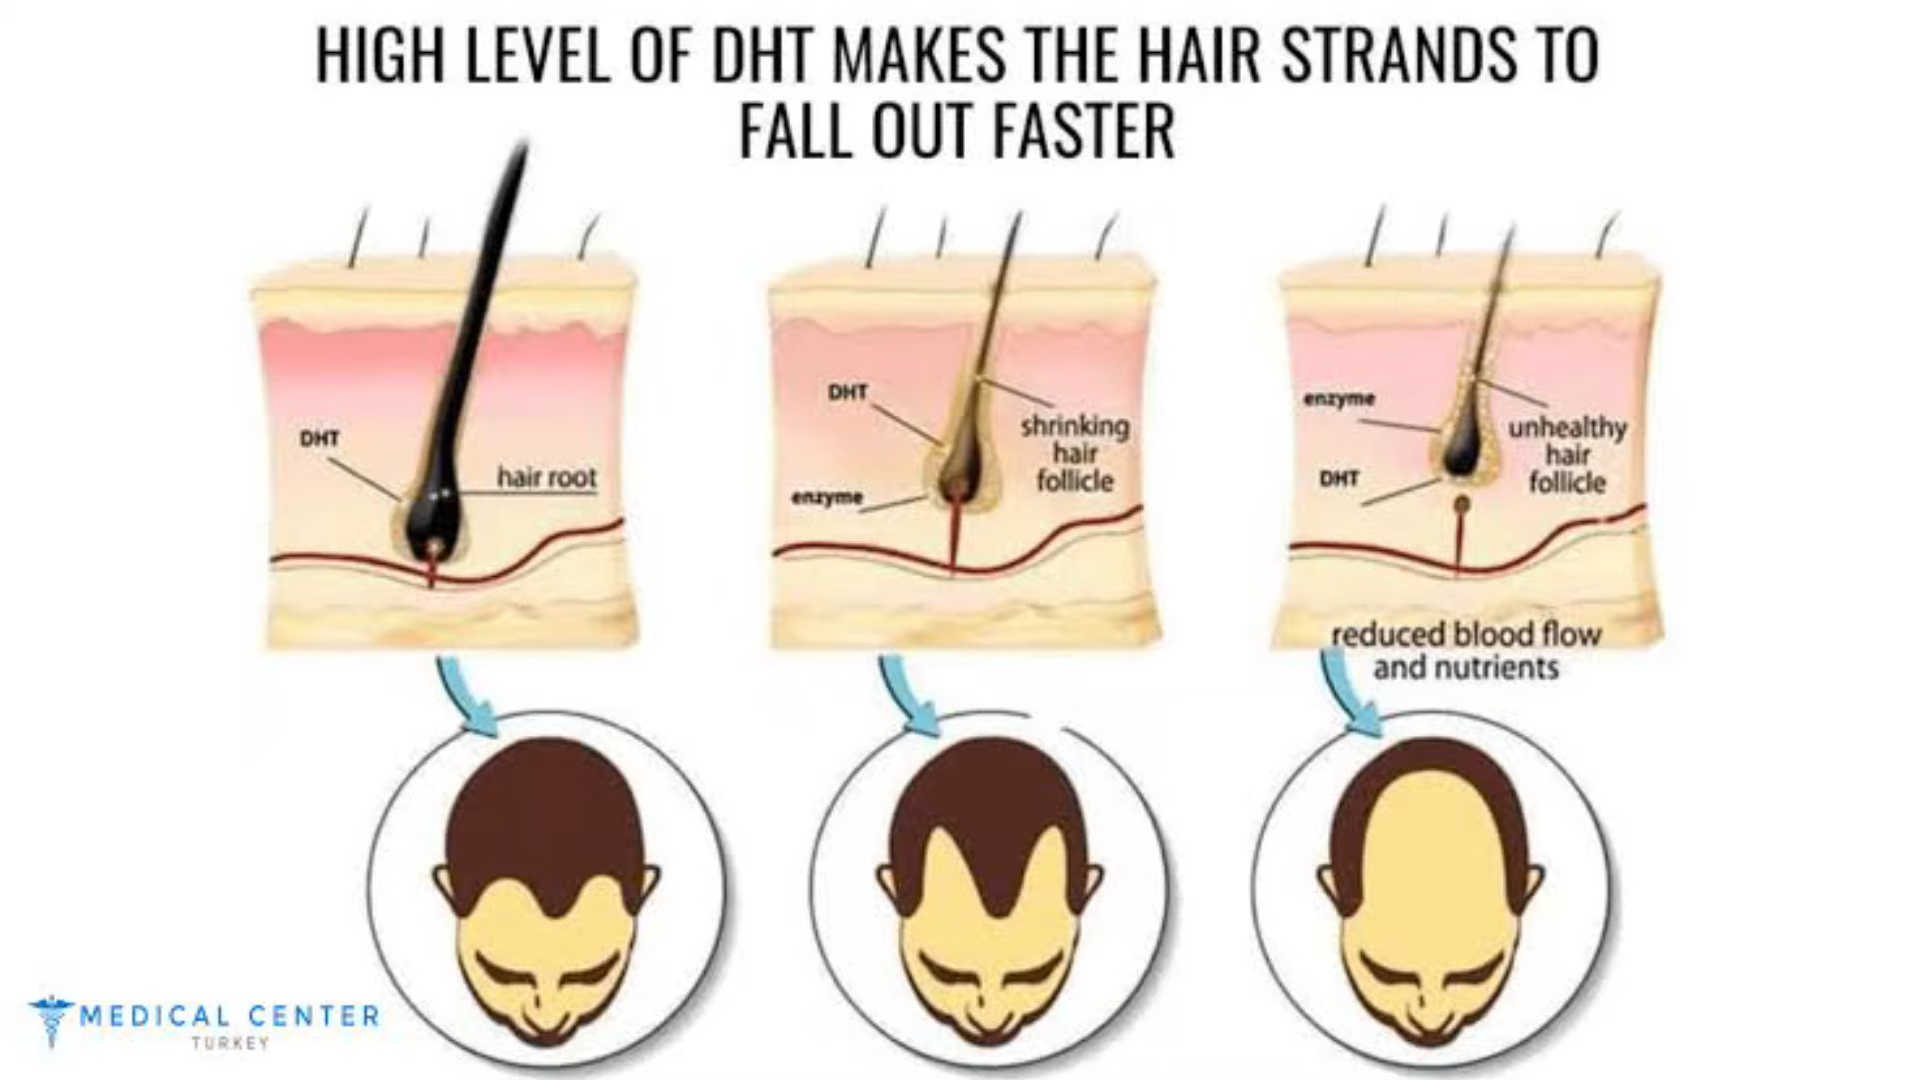 HIGH LEVEL OF DHT MAKES THE HAIR STRANDS TO
FALL OUT FASTER
DHT
hair root
DHT
shrinking
hair
follicle
enzyme
enzyme
unhealthy
hair
follicle
DHT
reduced blood flow
and nutrients
MEDICAL CENTER
TURKEY